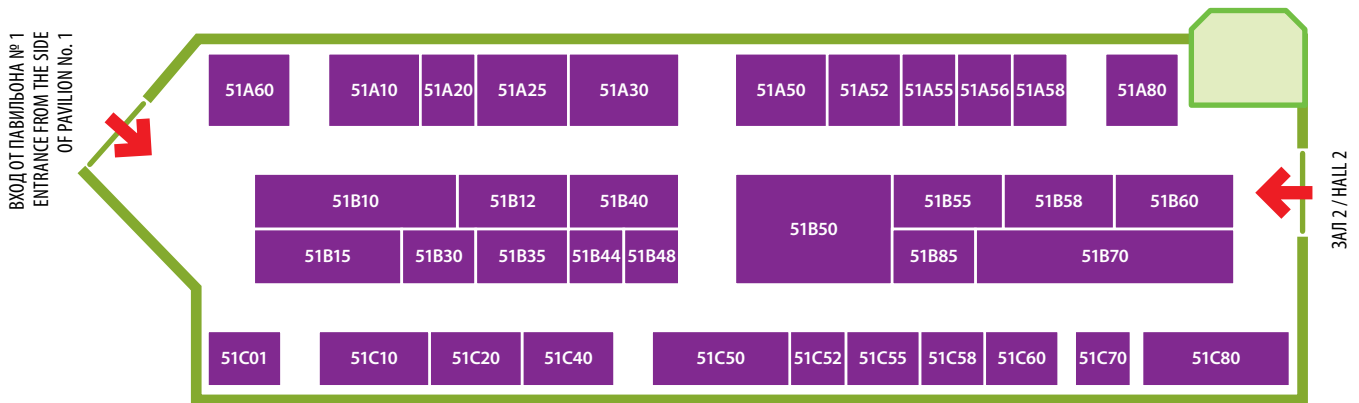 ВХОД ОТ ПАВИЛЬОНА № 1
ENTRANCE FROM THE SIDE
OF PAVILION No. 1
51A60
51A10
51A20
51A25
51A30
51A50
51A52
51A55
51A56
51A58
51A80
51B10
51B12
51B40
51B50
51B55
51B58
51B60
51B15
51B30
51B35
51B44
51B48
51B85
51B70
51C01
51C10
51C20
51C40
51C50
51C52
51C55
51C58
51C60
51C70
51C80
ЗАЛ 2 / HALL 2